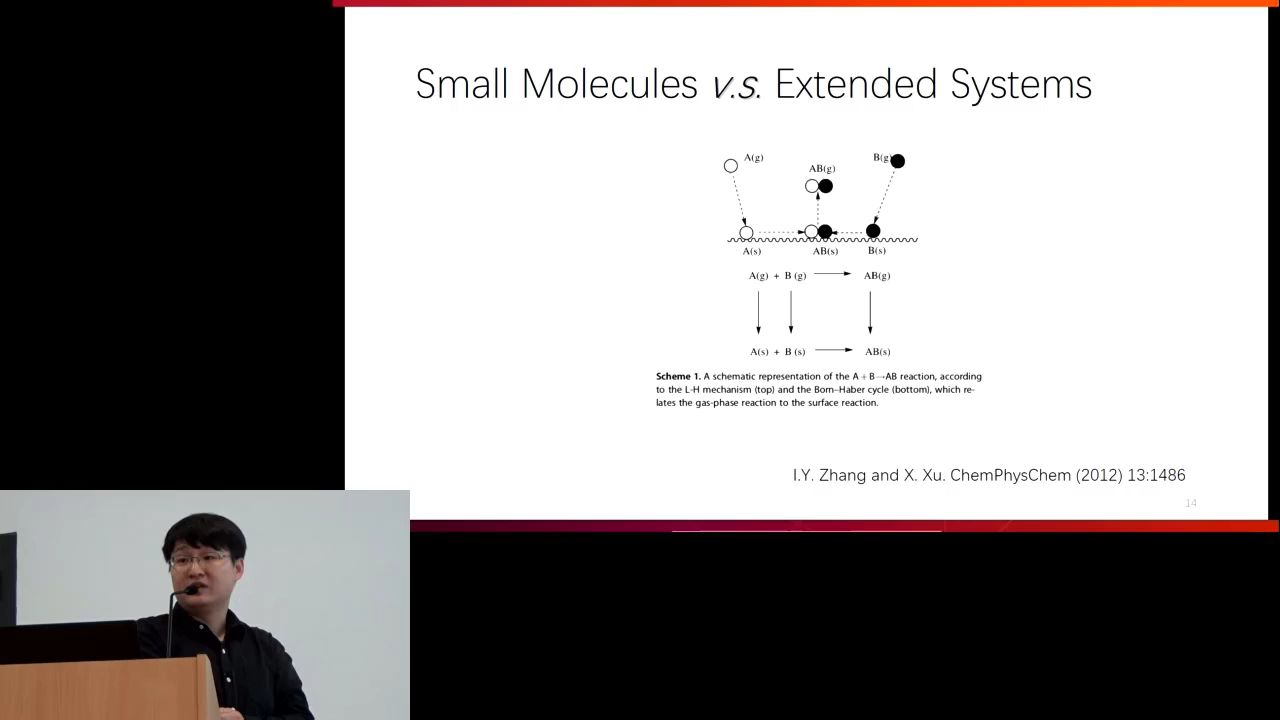 Small Molecules v.s. Extended Systems
A(g)
AB(g)
B(g)
A(s)
AB(s)
B(s)
A(g) + B (g)
AB(g)
A(s) + B (s)
AB(s)
Scheme 1. A schematic representation of the A + B→AB reaction, according
to the L-H mechanism (top) and the Born–Haber cycle (bottom), which re-
lates the gas-phase reaction to the surface reaction.
I.Y. Zhang and X. Xu. ChemPhysChem (2012) 13:1486
14